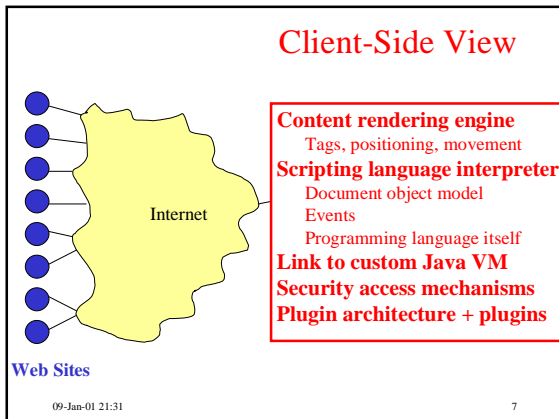 Client-Side View
Content rendering engine
Tags, positioning, movement
Scripting language interpreter
Document object model
Events
Programming language itself
Link to custom Java VM
Security access mechanisms
Plugin architecture + plugins
Internet
Web Sites
09-Jan-01 21:31
7